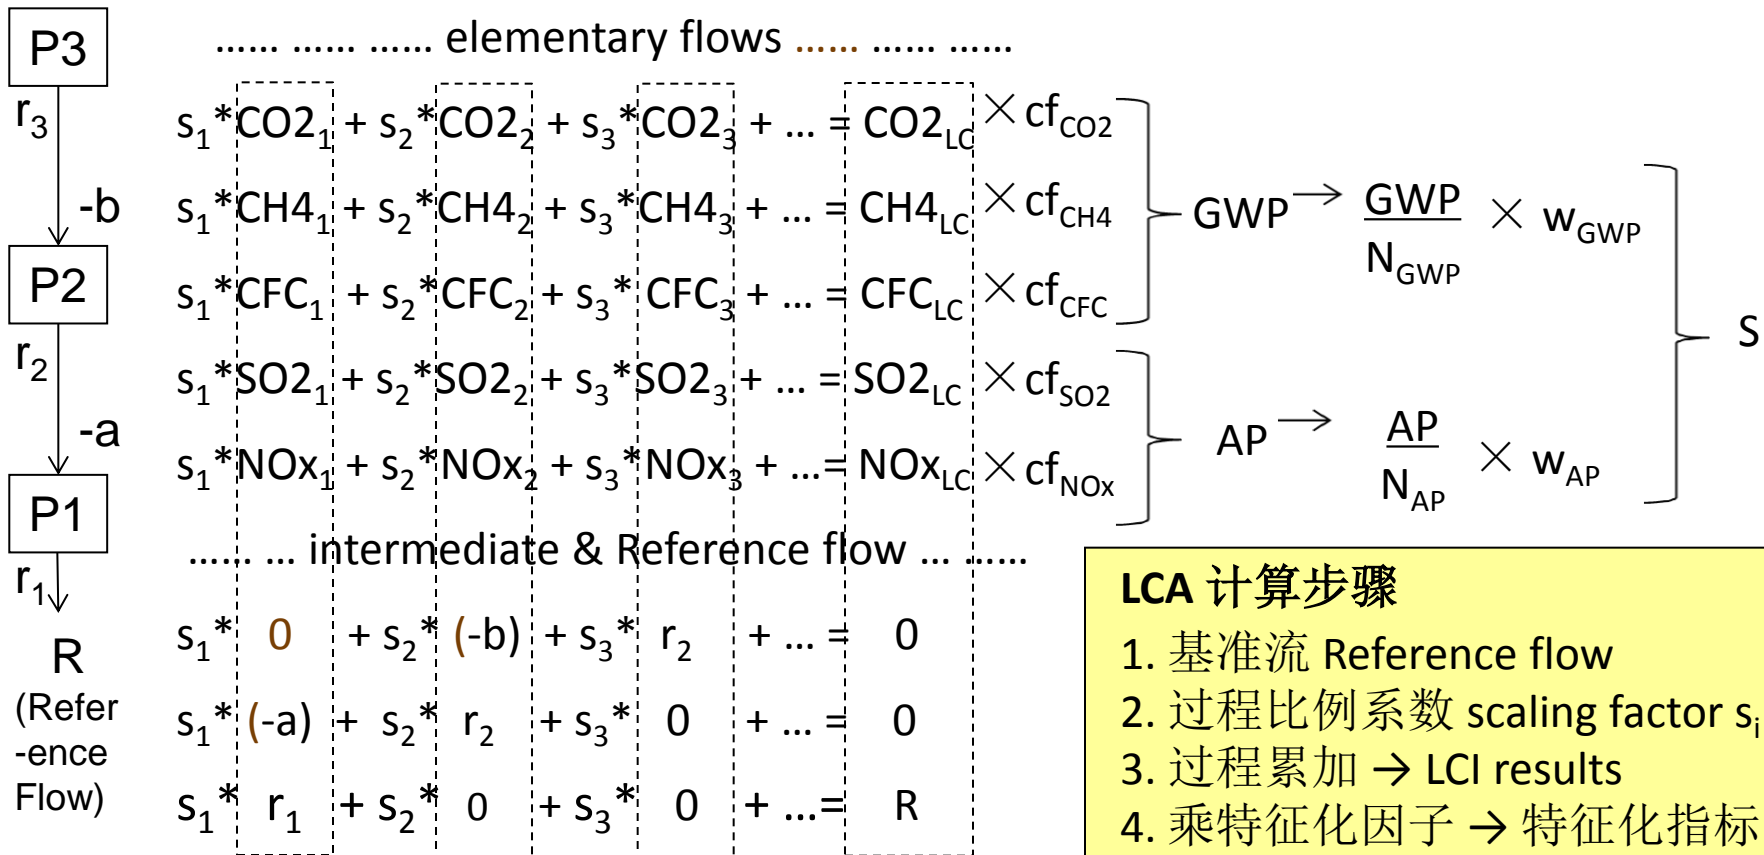 P3
r3
-b
P2
r2
-a
P1
r1
R
(Refer
-ence
Flow)
…… …… …… elementary flows …… …… ……
s1*CO21 + s2*CO22 + s3*CO23 + ... = CO2LC × cfCO2
s1*CH41 + s2*CH42 + s3*CH43 + ... = CH4LC × cfCH4
s1*CFC1 + s2*CFC2 + s3*CFC3 + ... = CFCLC × cfCFC
s1*SO21 + s2*SO22 + s3*SO23 + ... = SO2LC × cfSO2
s1*NOx1 + s2*NOx2 + s3*NOx3 + ...= NOxLC × cfNOx
…… … intermediate & Reference flow … ……
s1* 0 + s2* (-b) + s3* r2 + ... = 0
s1* (-a) + s2* r2 + s3* 0 + ... = 0
s1* r1 + s2* 0 + s3* 0 + ...= R
GWP → GWP × wGWP
NGWP
AP → AP × wAP
NAP
S
LCA 计算步骤
1. 基准流 Reference flow
2. 过程比例系数 scaling factor si
3. 过程累加 → LCI results
4. 乘特征化因子 → 特征化指标